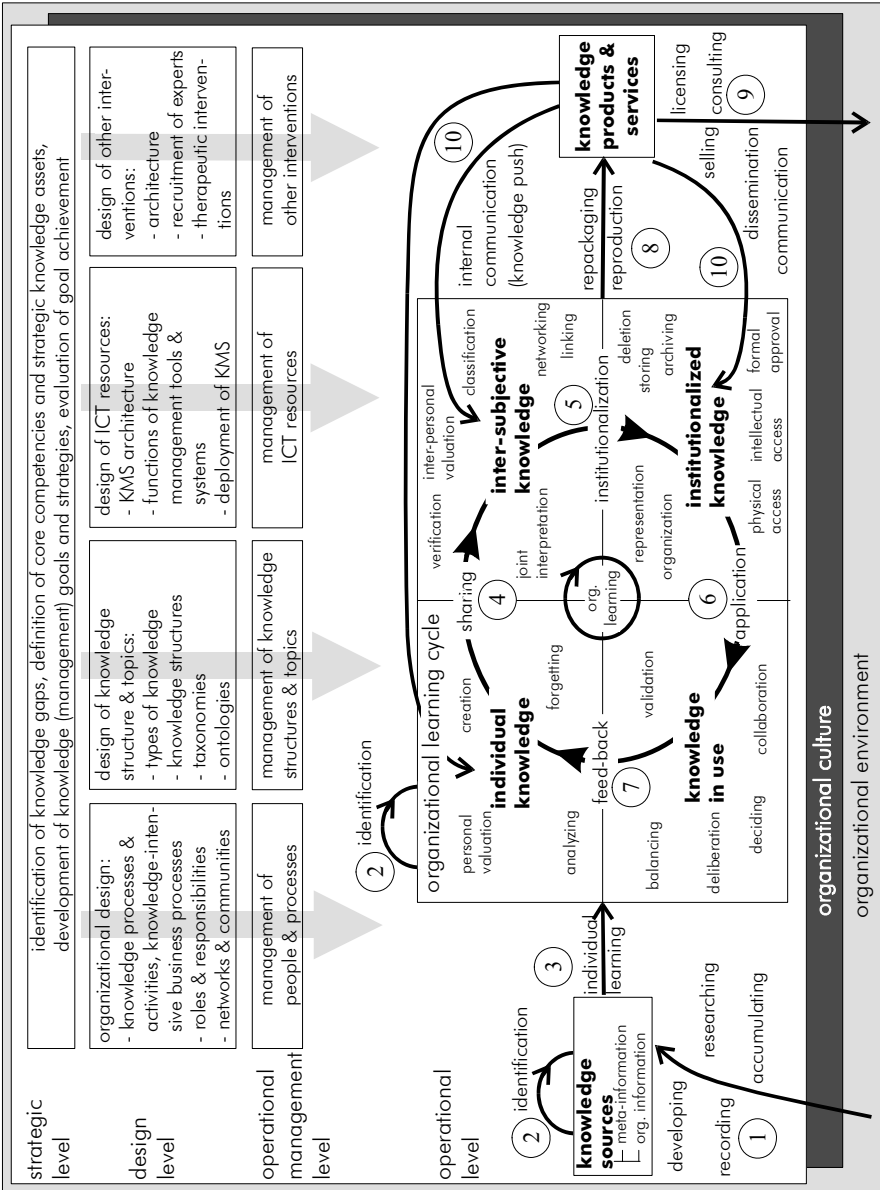 strategic
level
identification of knowledge gaps, definition of core competencies and strategic knowledge assets,
development of knowledge (management) goals and strategies, evaluation of goal achievement
design
level
organizational design:
- knowledge processes &
activities, knowledge-inten-
sive business processes
- roles & responsibilities
- networks & communities
design of knowledge
structure & topics:
- types of knowledge
- knowledge structures
- taxonomies
- ontologies
design of ICT resources:
- KMS architecture
- functions of knowledge
management tools &
systems
- deployment of KMS
design of other inter-
ventions:
- architecture
- recruitment of experts
- therapeutic interven-
tions
operational
management
level
management of
people & processes
management of knowledge
structures & topics
management of
ICT resources
management of
other interventions
operational
level
2
identification
knowledge
sources
meta-information
org. information
developing
recording
1
researching
accumulating
3
individual
learning
2
identification
organizational learning cycle
personal
valuation
creation
individual
knowledge
analyzing
forgetting
feed-back
7
balancing
validation
knowledge
in use
deliberation
deciding
collaboration
sharing
4
verification
inter-personal
valuation
classification
inter-subjective
knowledge
joint
interpretation
networking
linking
5
institutionalization
org.
learning
representation
organization
deletion
storing
archiving
institutionalized
knowledge
6
application
physical
access
intellectual
access
formal
approval
10
internal
communication
(knowledge push)
repackaging
reproduction
8
knowledge
products &
services
10
selling
dissemination
communication
licensing
consulting
9
organizational culture
organizational environment